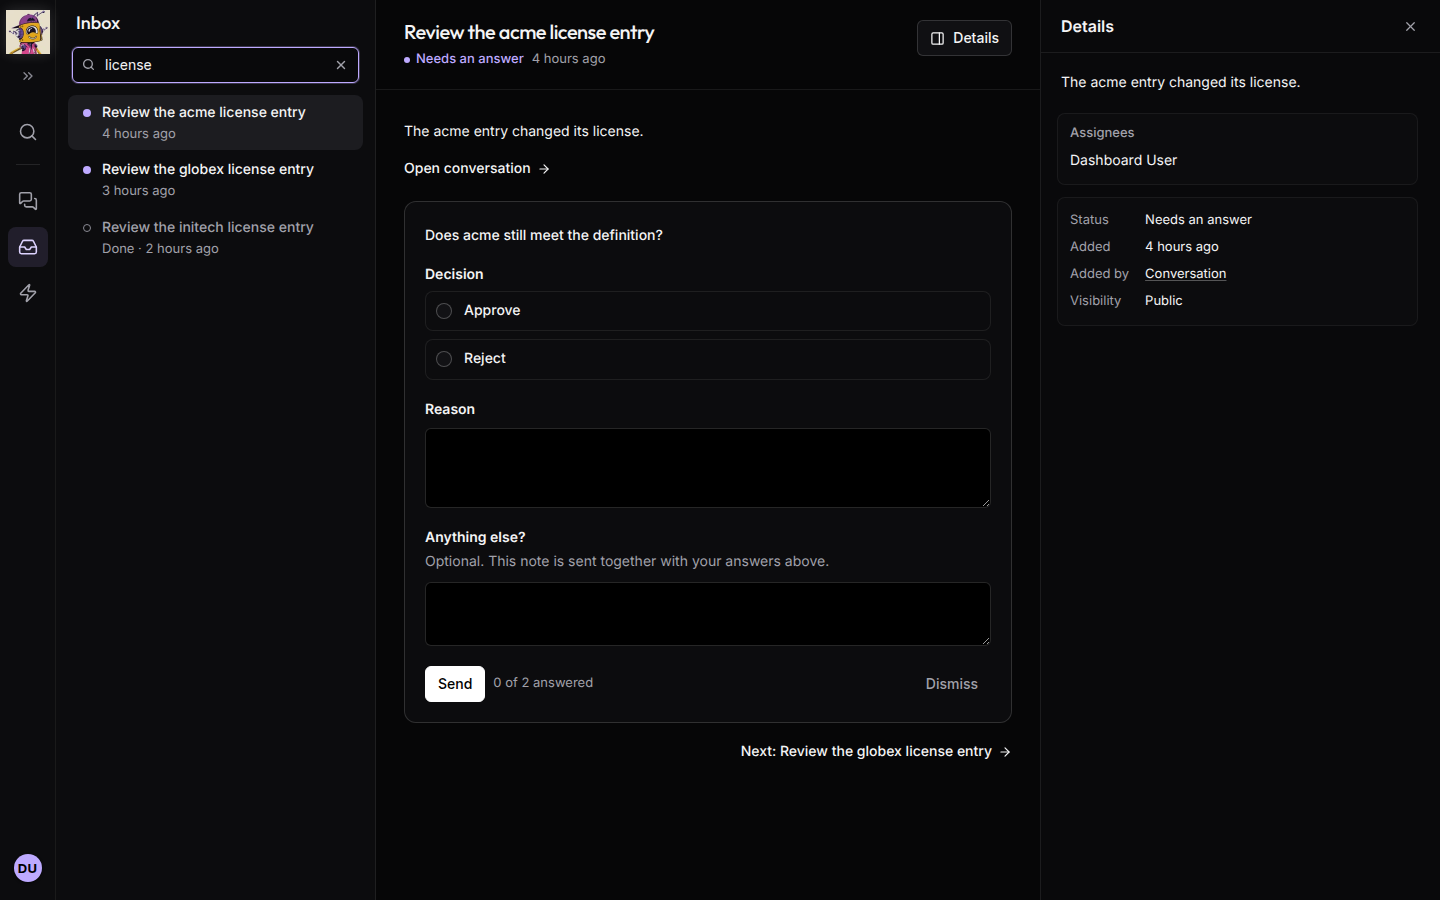 Inbox
license
Review the acme license entry
4 hours ago
Review the globex license entry
3 hours ago
Review the initech license entry
Done · 2 hours ago
DU
Review the acme license entry
Needs an answer 4 hours ago
Details
The acme entry changed its license.
Open conversation →
Does acme still meet the definition?
Decision
Approve
Reject
Reason
Anything else?
Optional. This note is sent together with your answers above.
Send
0 of 2 answered
Dismiss
Next: Review the globex license entry →
Details
The acme entry changed its license.
Assignees
Dashboard User
Status Needs an answer
Added 4 hours ago
Added by Conversation
Visibility Public